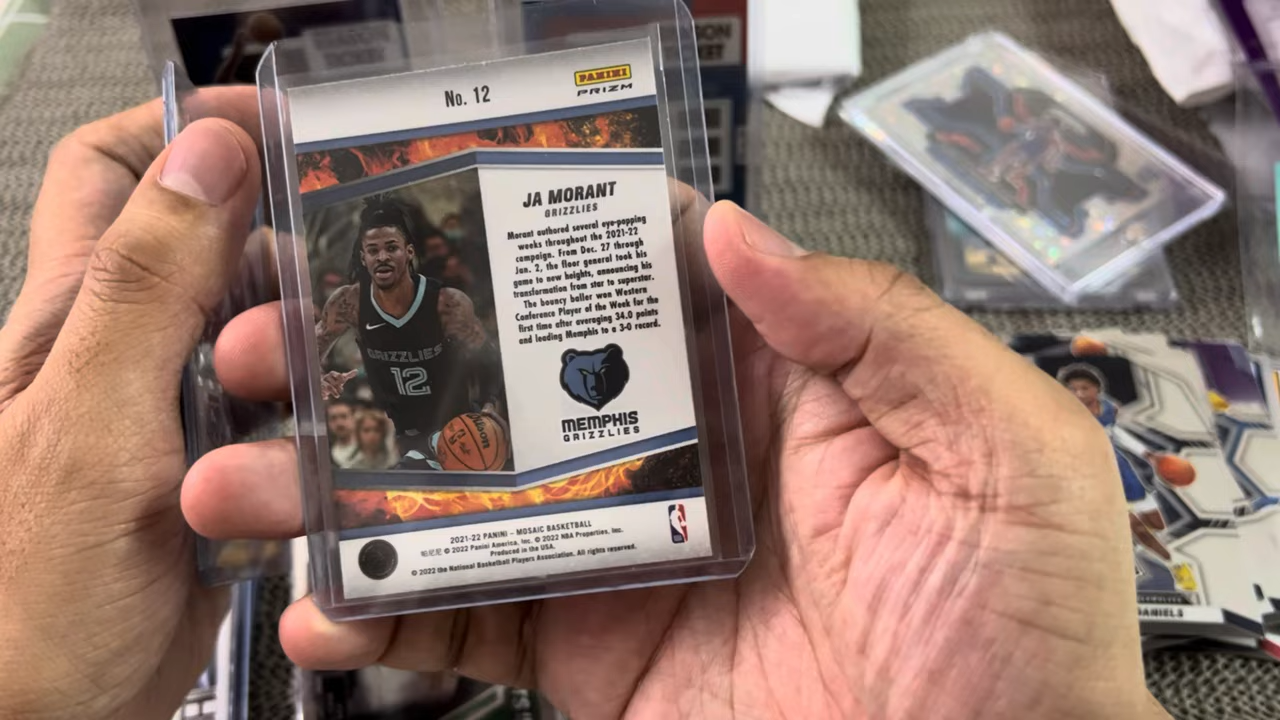 No. 12
PANINI
PRIZM
JA MORANT
GRIZZLIES
Morant authored several eye-popping
weeks throughout the 2021-22
campaign. From Dec. 27 through
Jan. 2, the floor general took his
game to new heights, announcing his
transformation from star to superstar.
The bouncy baller won Western
Conference Player of the Week for the
first time after averaging 34.0 points
and leading Memphis to a 3-0 record.
GRIZZLIES
12
Wilson
MEMPHIS
GRIZZLIES
2021-22 PANINI – MOSAIC BASKETBALL
© 2022 Panini America, Inc. © 2022 NBA Properties, Inc.
Produced in the USA.
© 2022 the National Basketball Players Association. All rights reserved.
DANIELS